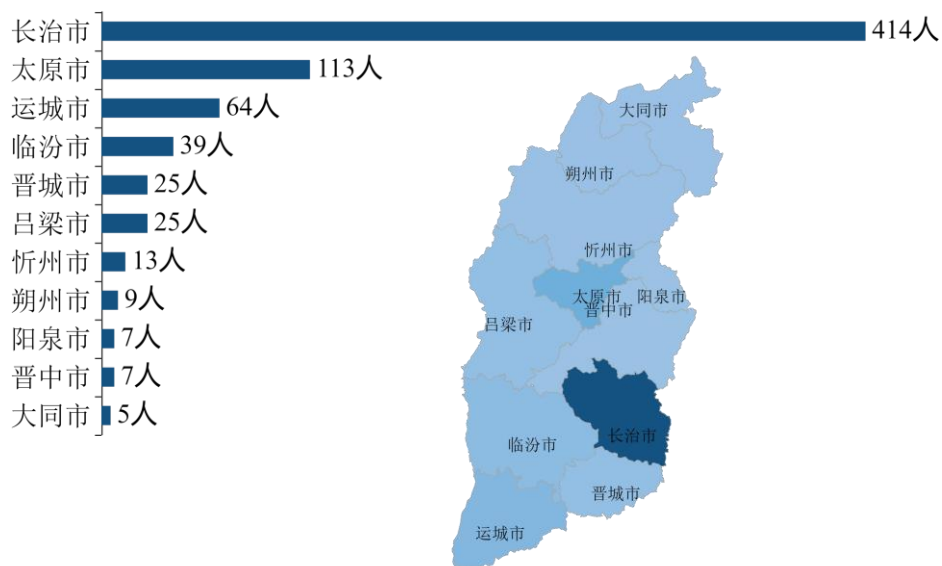 长治市 414人
太原市 113人
运城市 64人
临汾市 39人
晋城市 25人
吕梁市 25人
忻州市 13人
朔州市 9人
阳泉市 7人
晋中市 7人
大同市 5人
大同市
朔州市
忻州市
太原市 阳泉市
晋中市
吕梁市
长治市
临汾市
晋城市
运城市